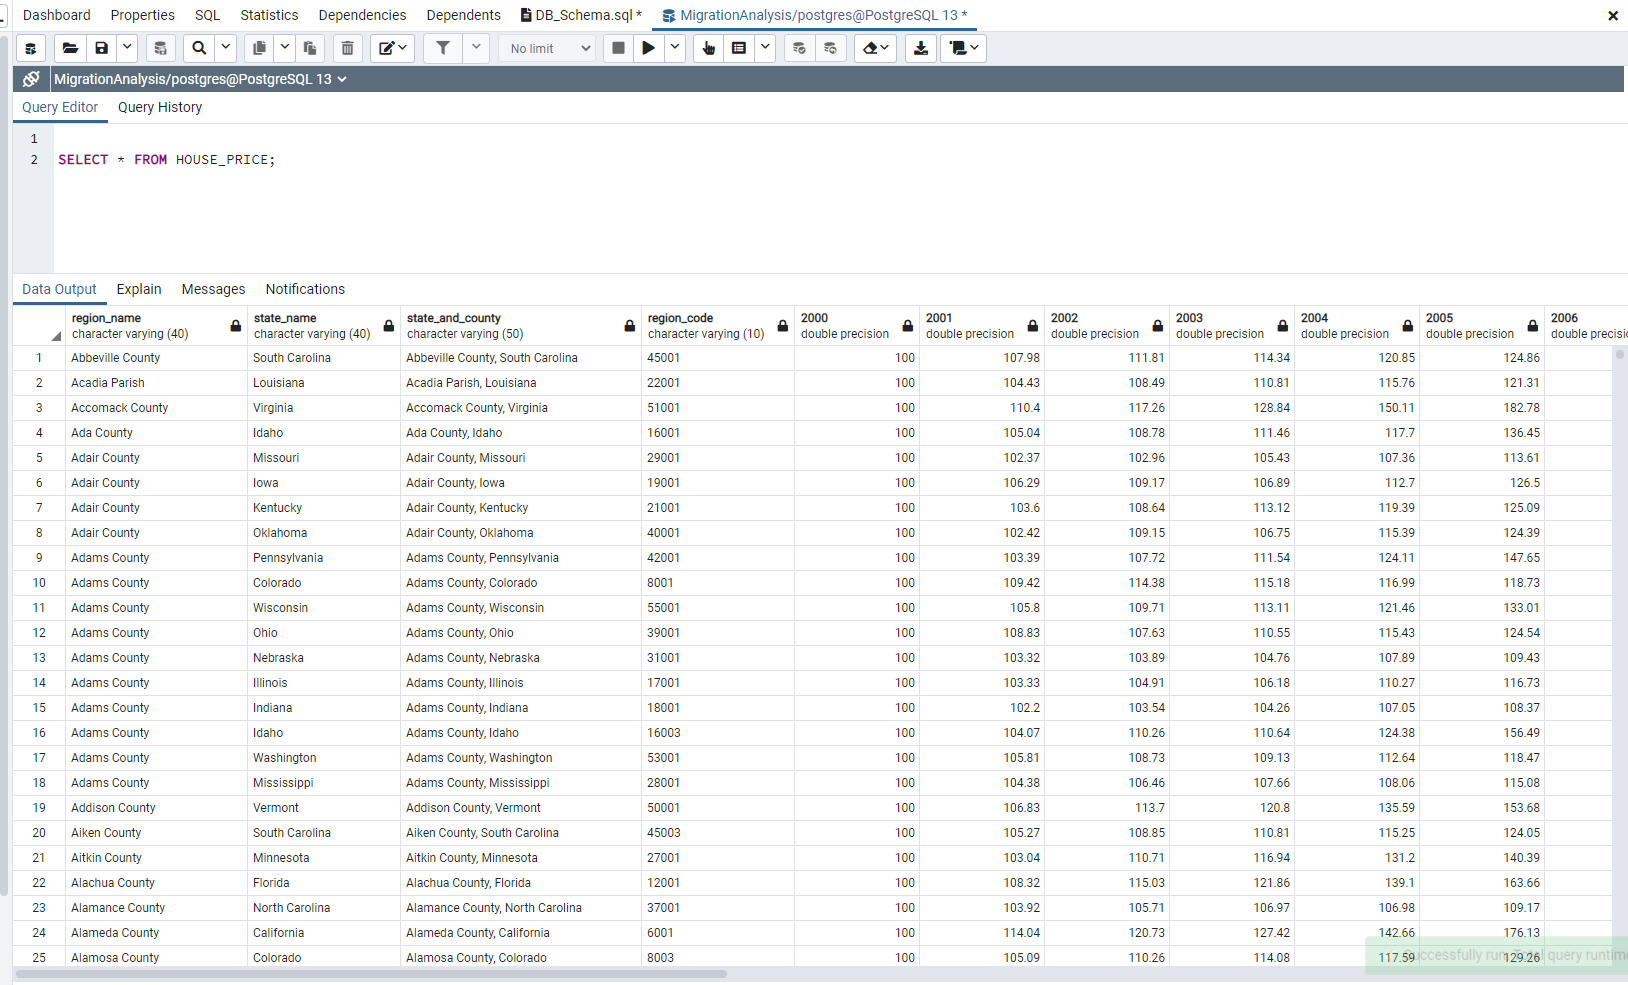 Dashboard Properties SQL Statistics Dependencies Dependents DB_Schema.sql * MigrationAnalysis/postgres@PostgreSQL 13 *
No limit
MigrationAnalysis/postgres@PostgreSQL 13
Query Editor Query History
1
2 SELECT * FROM HOUSE_PRICE;
Data Output Explain Messages Notifications
region_name state_name state_and_county region_code 2000 2001 2002 2003 2004 2005 2006
character varying (40) character varying (40) character varying (50) character varying (10) double precision double precision double precision double precision double precision double precision double precisi
1 Abbeville County South Carolina Abbeville County, South Carolina 45001 100 107.98 111.81 114.34 120.85 124.86
2 Acadia Parish Louisiana Acadia Parish, Louisiana 22001 100 104.43 108.49 110.81 115.76 121.31
3 Accomack County Virginia Accomack County, Virginia 51001 100 110.4 117.26 128.84 150.11 182.78
4 Ada County Idaho Ada County, Idaho 16001 100 105.04 108.78 111.46 117.7 136.45
5 Adair County Missouri Adair County, Missouri 29001 100 102.37 102.96 105.43 107.36 113.61
6 Adair County Iowa Adair County, Iowa 19001 100 106.29 109.17 106.89 112.7 126.5
7 Adair County Kentucky Adair County, Kentucky 21001 100 103.6 108.64 113.12 119.39 125.09
8 Adair County Oklahoma Adair County, Oklahoma 40001 100 102.42 109.15 106.75 115.39 124.39
9 Adams County Pennsylvania Adams County, Pennsylvania 42001 100 103.39 107.72 111.54 124.11 147.65
10 Adams County Colorado Adams County, Colorado 8001 100 109.42 114.38 115.18 116.99 118.73
11 Adams County Wisconsin Adams County, Wisconsin 55001 100 105.8 109.71 113.11 121.46 133.01
12 Adams County Ohio Adams County, Ohio 39001 100 108.83 107.63 110.55 115.43 124.54
13 Adams County Nebraska Adams County, Nebraska 31001 100 103.32 103.89 104.76 107.89 109.43
14 Adams County Illinois Adams County, Illinois 17001 100 103.33 104.91 106.18 110.27 116.73
15 Adams County Indiana Adams County, Indiana 18001 100 102.2 103.54 104.26 107.05 108.37
16 Adams County Idaho Adams County, Idaho 16003 100 104.07 110.26 110.64 124.38 156.49
17 Adams County Washington Adams County, Washington 53001 100 105.81 108.73 109.13 112.64 118.47
18 Adams County Mississippi Adams County, Mississippi 28001 100 104.38 106.46 107.66 108.06 115.08
19 Addison County Vermont Addison County, Vermont 50001 100 106.83 113.7 120.8 135.59 153.68
20 Aiken County South Carolina Aiken County, South Carolina 45003 100 105.27 108.85 110.81 115.25 124.05
21 Aitkin County Minnesota Aitkin County, Minnesota 27001 100 103.04 110.71 116.94 131.2 140.39
22 Alachua County Florida Alachua County, Florida 12001 100 108.32 115.03 121.86 139.1 163.66
23 Alamance County North Carolina Alamance County, North Carolina 37001 100 103.92 105.71 106.97 106.98 109.17
24 Alameda County California Alameda County, California 6001 100 114.04 120.73 127.42 142.66 176.13
25 Alamosa County Colorado Alamosa County, Colorado 8003 100 105.09 110.26 114.08 117.59 129.26
query runtim